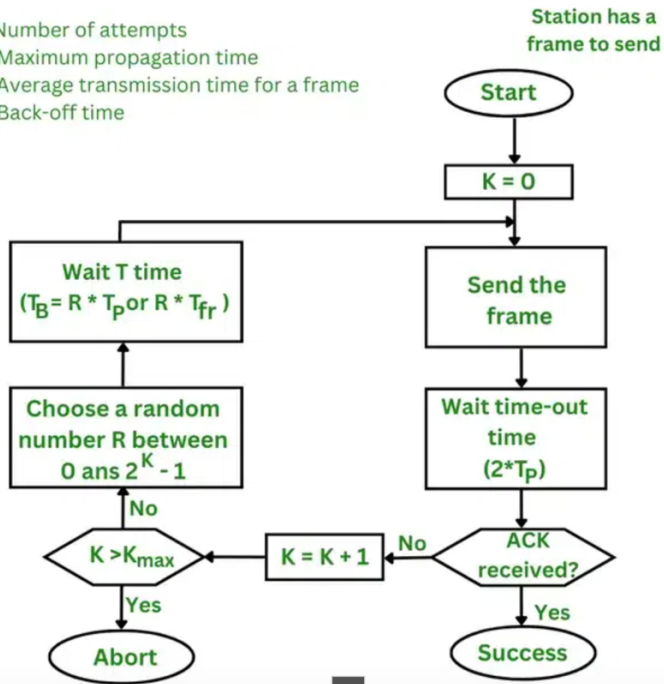 Number of attempts
Maximum propagation time
Average transmission time for a frame
Back-off time
Station has a
frame to send
Start
K = 0
Send the
frame
Wait time-out
time
(2*TP)
ACK
received?
Yes
Success
No
K = K + 1
K >Kmax
Yes
Abort
No
Choose a random
number R between
0 ans 2K - 1
Wait T time
(TB= R * Tpor R * Tfr )